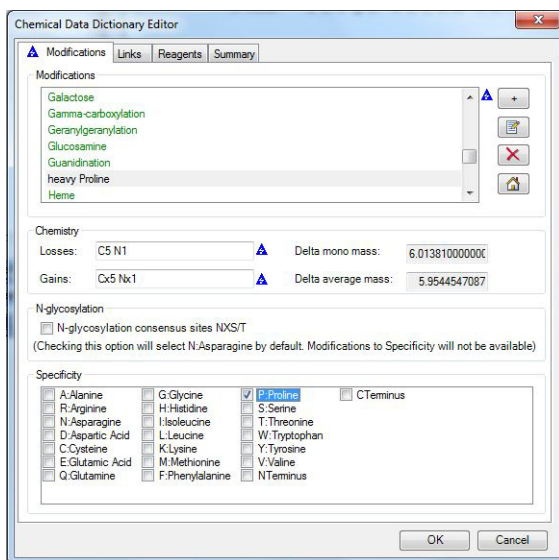 Chemical Data Dictionary Editor
Modifications Links Reagents Summary
Modifications
Galactose
Gamma-carboxylation
Geranylgeranylation
Glucosamine
Guanidination
heavy Proline
Heme
+
Chemistry
Losses: C5 N1 Delta mono mass: 6.01381000000
Gains: Cx5 Nx1 Delta average mass: 5.9544547087
N-glycosylation
N-glycosylation consensus sites NXS/T
(Checking this option will select N:Asparagine by default. Modifications to Specificity will not be available)
Specificity
A:Alanine G:Glycine P:Proline CTerminus
R:Arginine H:Histidine S:Serine
N:Asparagine I:Isoleucine T:Threonine
D:Aspartic Acid L:Leucine W:Tryptophan
C:Cysteine K:Lysine Y:Tyrosine
E:Glutamic Acid M:Methionine V:Valine
Q:Glutamine F:Phenylalanine NTerminus
OK Cancel